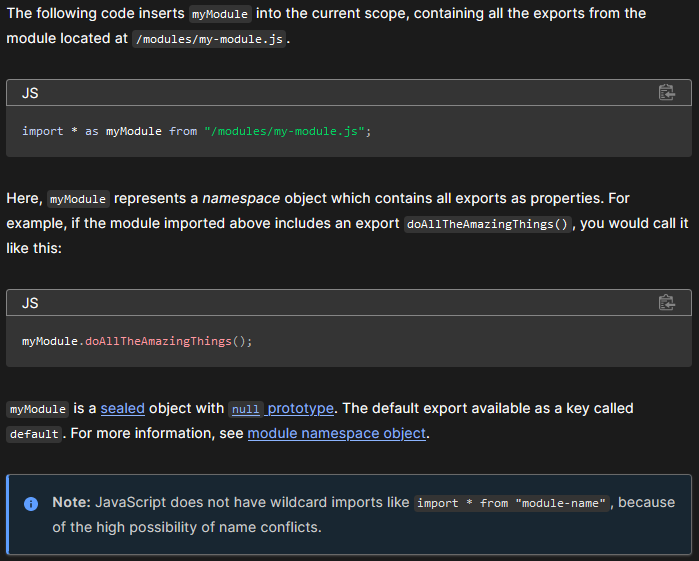 The following code inserts myModule into the current scope, containing all the exports from the
module located at /modules/my-module.js.
JS
import * as myModule from "/modules/my-module.js";
Here, myModule represents a namespace object which contains all exports as properties. For
example, if the module imported above includes an export doAllTheAmazingThings(), you would call it
like this:
JS
myModule.doAllTheAmazingThings();
myModule is a sealed object with null prototype. The default export available as a key called
default. For more information, see module namespace object.
Note: JavaScript does not have wildcard imports like import * from "module-name", because
of the high possibility of name conflicts.